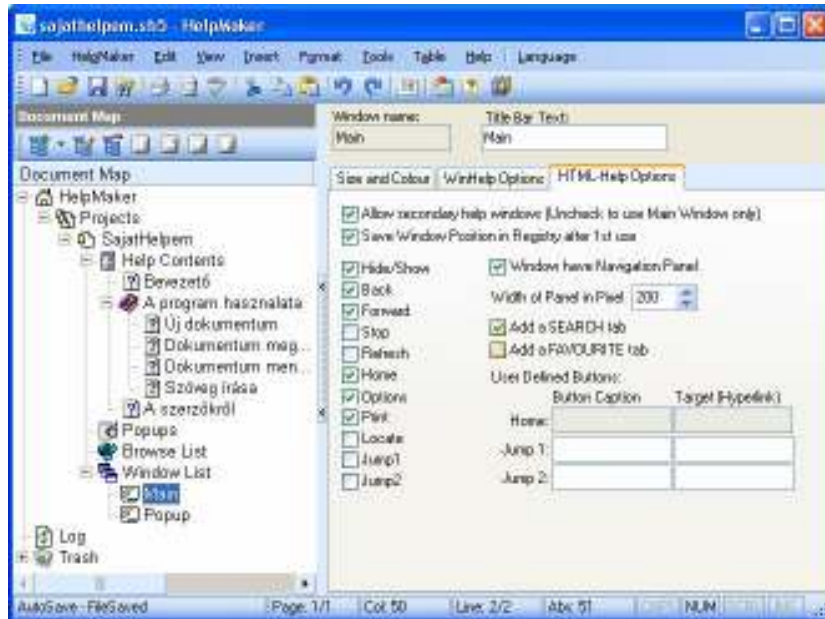 sajathelpem.sh5 - HelpMaker
File HelpMaker Edit View Insert Format Tools Table Help Language
Document Map
Document Map
HelpMaker
Projects
SajatHelpem
Help Contents
Bevezető
A program hasznalata
Új dokumentum
Dokumentum meg...
Dokumentum men...
Szöveg írása
A szerzőkről
Popups
Browse List
Window List
Main
Popup
Log
Trash
Window name: Title Bar Text:
Main Main
Size and Colour WinHelp Options HTML-Help Options
Allow secondary help windows (Uncheck to use Main Window only)
Save Window Position in Registry after 1st use
Hide/Show
Back
Forward
Stop
Refresh
Home
Options
Print
Locate
Jump1
Jump2
Window have Navigation Panel
Width of Panel in Pixel 200
Add a SEARCH tab
Add a FAVOURITE tab
User Defined Buttons:
Button Caption Target (Hyperlink)
Home:
Jump 1:
Jump 2:
AutoSave - FileSaved Page: 1/1 Col: 50 Line: 2/2 Abs: 51 NUM